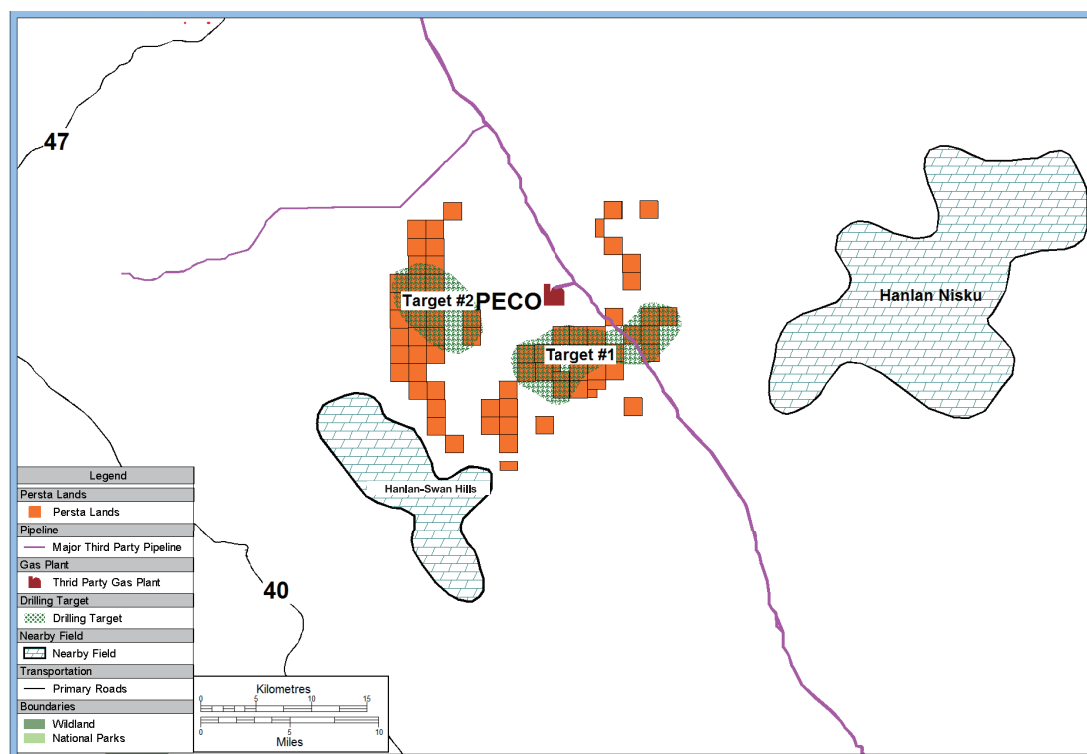 47
Hanlan Nisku
Target #2
PECO
Target #1
Hanlan-Swan Hills
40
Legend
Persta Lands
Persta Lands
Pipeline
Major Third Party Pipeline
Gas Plant
Thrid Party Gas Plant
Drilling Target
Drilling Target
Nearby Field
Nearby Field
Transportation
Primary Roads
Boundaries
Wildland
National Parks
Kilometres
0 5 10 15
0 5 10
Miles